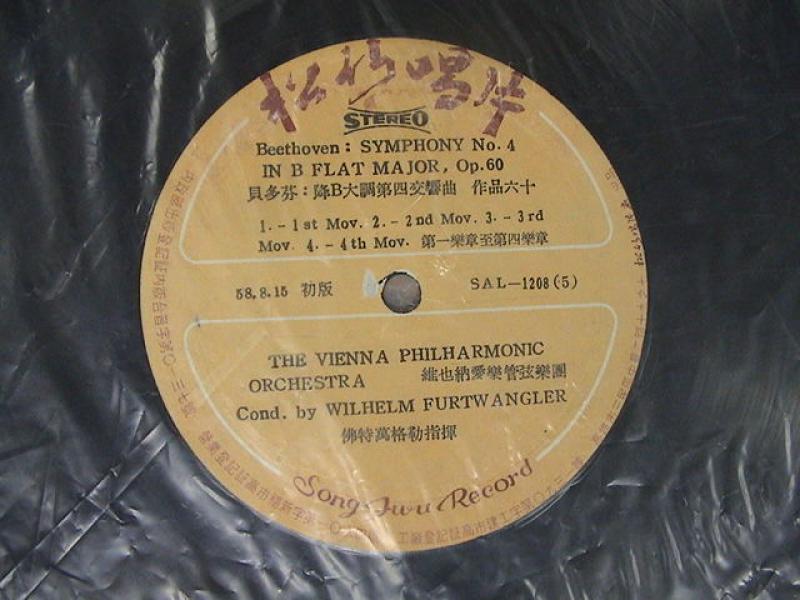 松竹唱片
STEREO
Beethoven: SYMPHONY No. 4
IN B FLAT MAJOR, Op.60
貝多芬：降B大調第四交響曲 作品六十
1. - 1st Mov. 2. - 2nd Mov. 3. - 3rd
Mov. 4. - 4th Mov. 第一樂章至第四樂章
58.8.15 初版 SAL-1208(5)
THE VIENNA PHILHARMONIC
ORCHESTRA 維也納愛樂管弦樂團
Cond. by WILHELM FURTWANGLER
佛特萬格勒指揮
Song Jwu Record